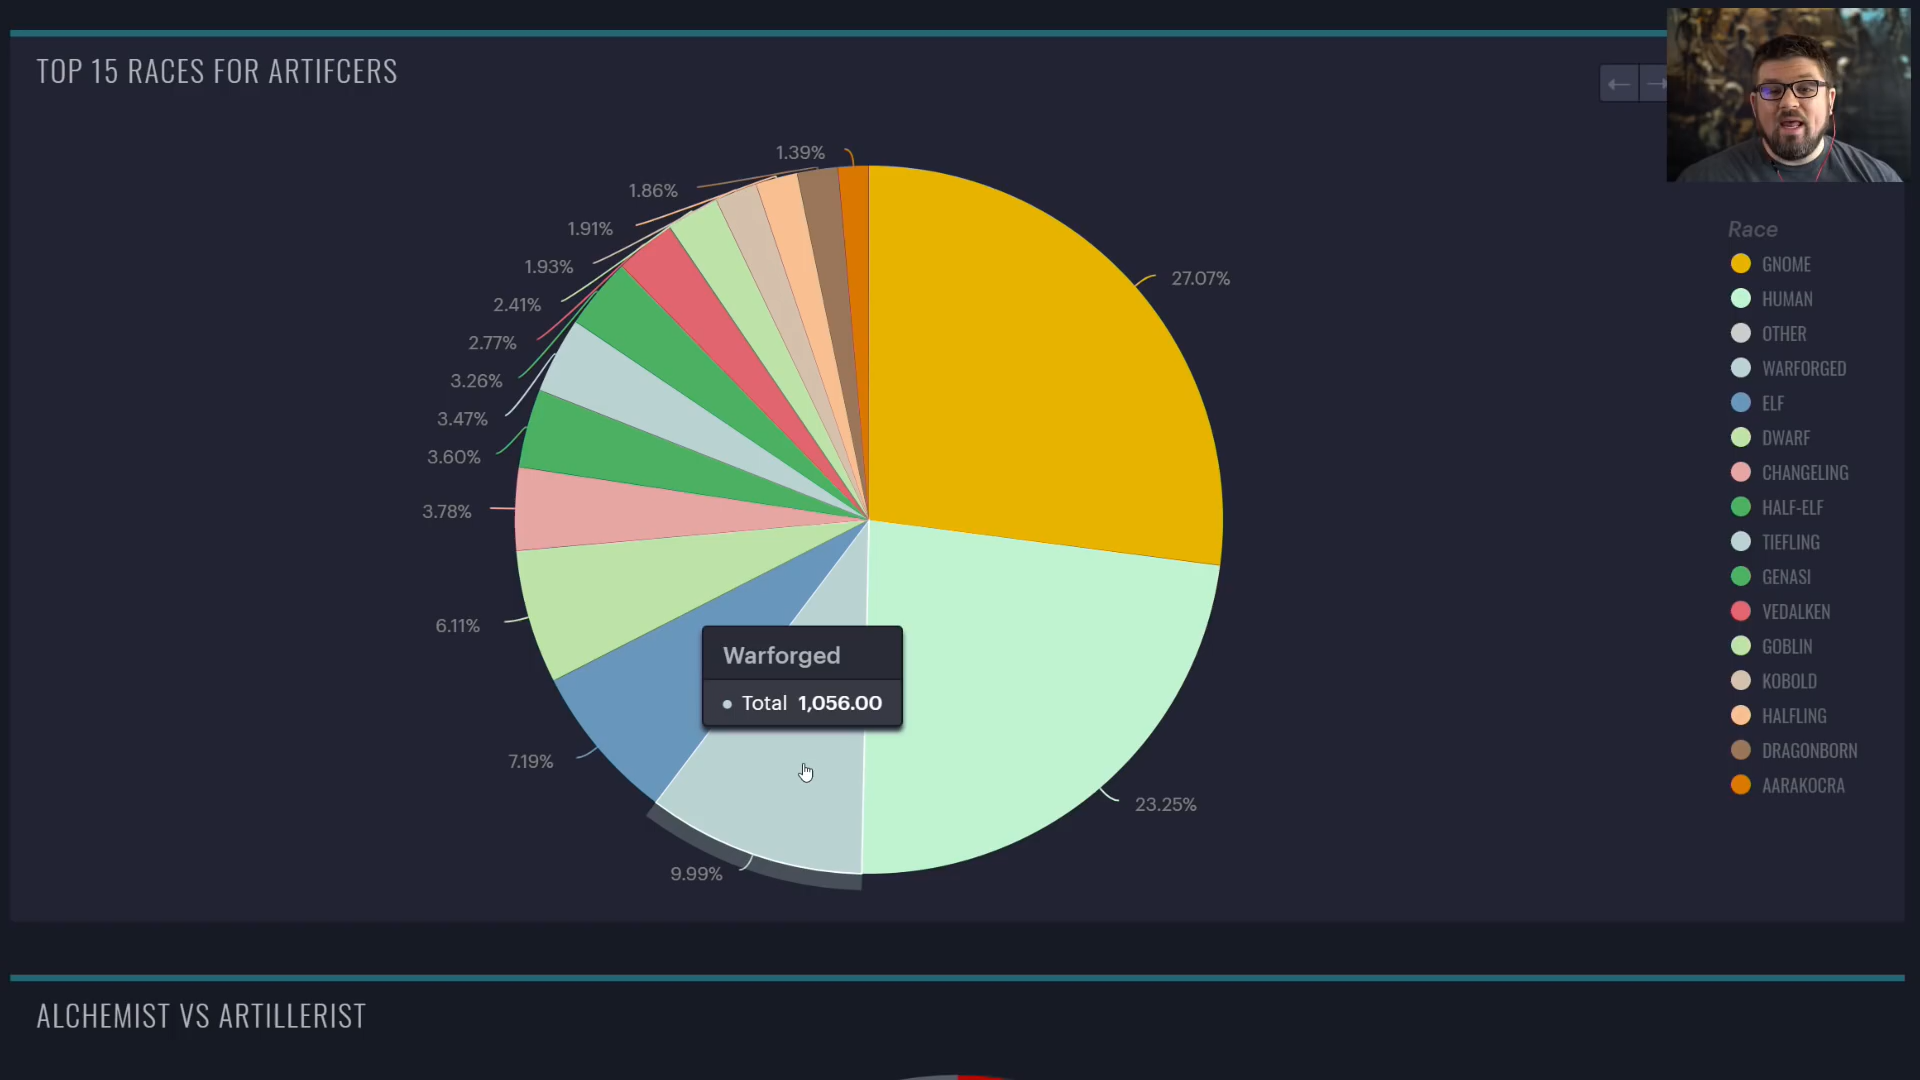 TOP 15 RACES FOR ARTIFCERS
1.39%
1.86%
1.91%
1.93%
2.41%
2.77%
3.26%
3.47%
3.60%
3.78%
6.11%
7.19%
9.99%
27.07%
23.25%
Warforged
Total 1,056.00
Race
GNOME
HUMAN
OTHER
WARFORGED
ELF
DWARF
CHANGELING
HALF-ELF
TIEFLING
GENASI
VEDALKEN
GOBLIN
KOBOLD
HALFLING
DRAGONBORN
AARAKOCRA
ALCHEMIST VS ARTILLERIST